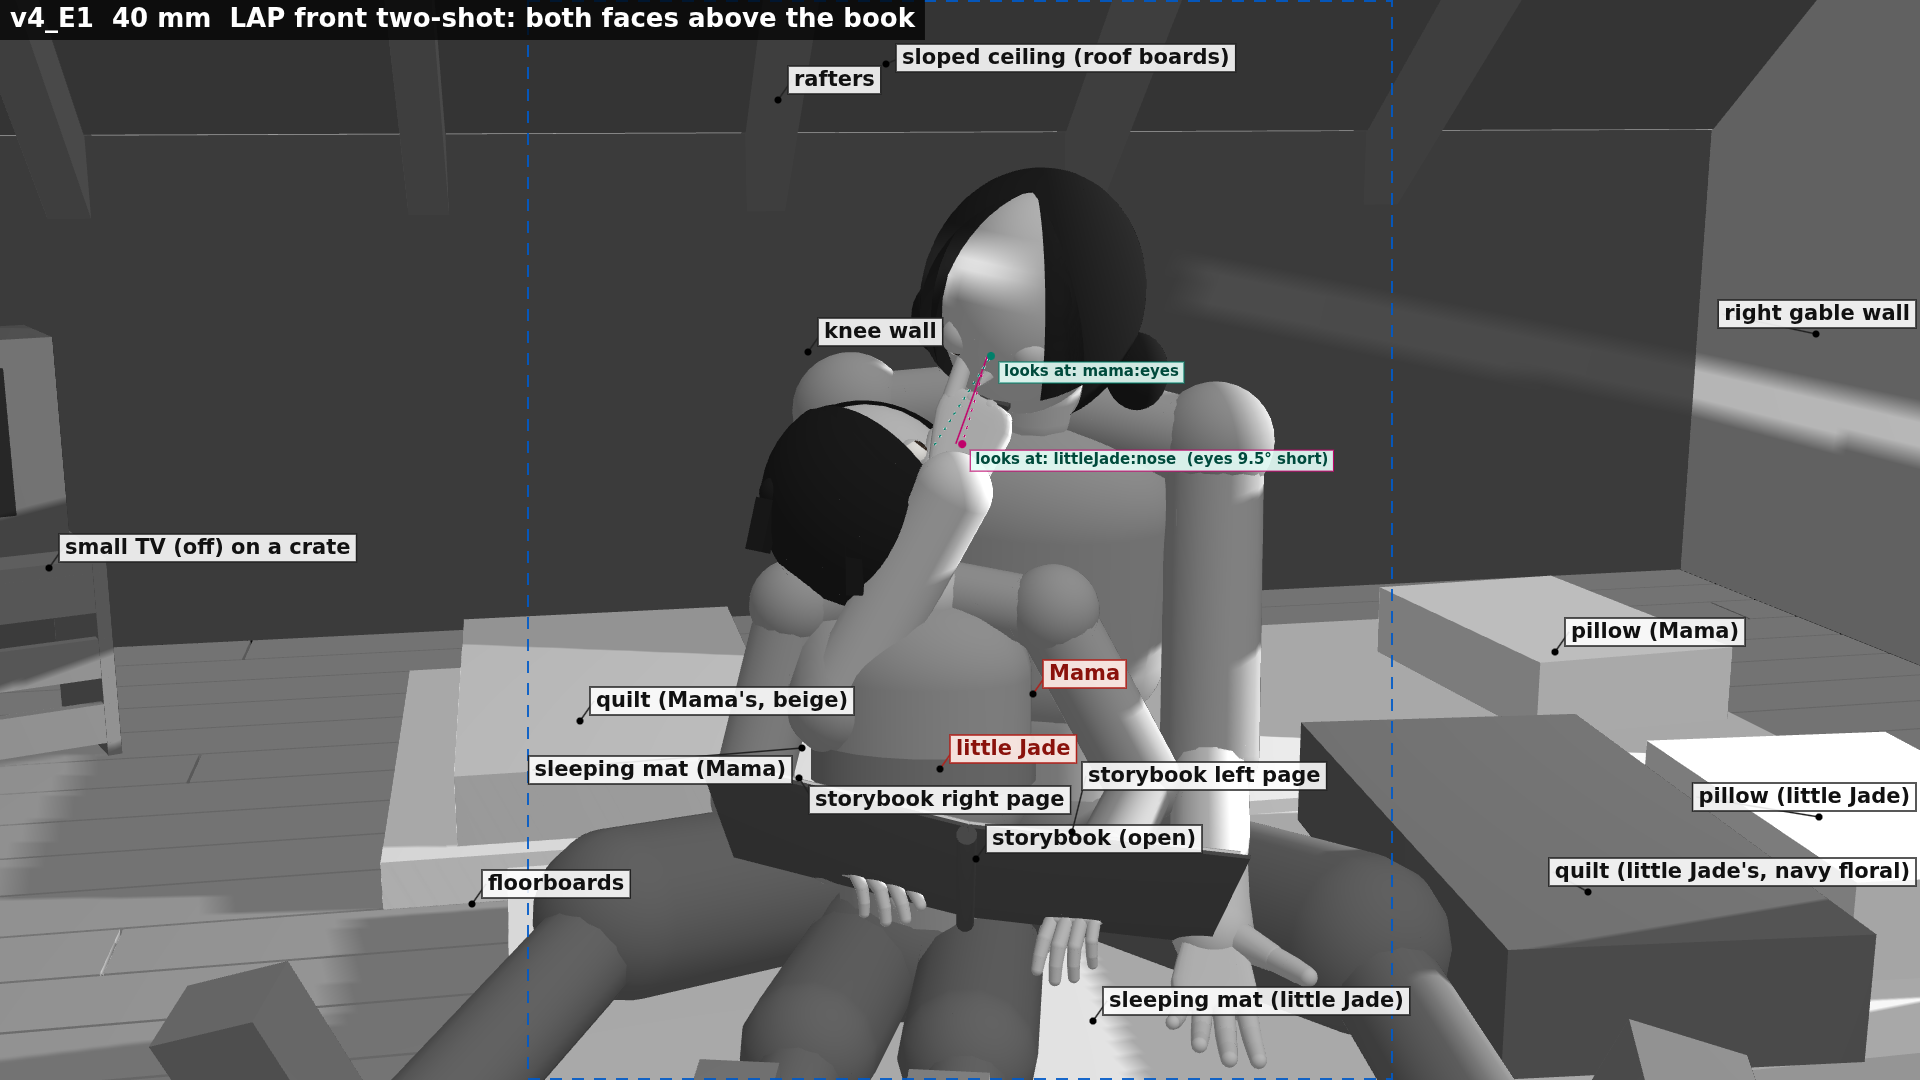 v4_E1 40 mm LAP front two-shot: both faces above the book
sloped ceiling (roof boards)
rafters
right gable wall
knee wall
looks at: mama:eyes
looks at: littleJade:nose (eyes 9.5° short)
small TV (off) on a crate
pillow (Mama)
Mama
quilt (Mama's, beige)
little Jade
sleeping mat (Mama)
storybook left page
storybook right page
pillow (little Jade)
storybook (open)
quilt (little Jade's, navy floral)
floorboards
sleeping mat (little Jade)